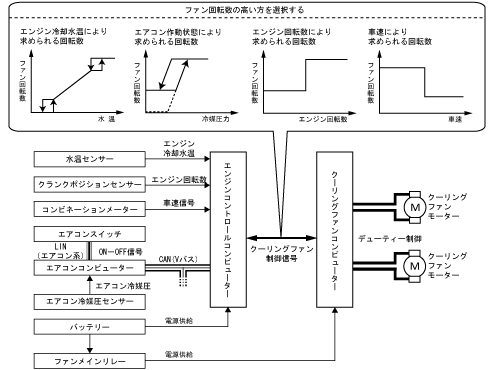 ファン回転数の高い方を選択する
エンジン冷却水温により
求められる回転数
ファン回転数
水 温
エアコン作動状態により
求められる回転数
ファン回転数
冷媒圧力
エンジン回転数により
求められる回転数
ファン回転数
エンジン回転数
車速により
求められる回転数
ファン回転数
車速
水温センサー
エンジン
冷却水温
クランクポジションセンサー
エンジン回転数
コンビネーションメーター
車速信号
エアコンスイッチ
LIN
(エアコン系)
ON－OFF信号
エアコンコンピューター
CAN(Vバス)
エアコン冷媒圧
エアコン冷媒圧センサー
バッテリー
電源供給
ファンメインリレー
電源供給
エンジンコントロールコンピューター
クーリングファン
制御信号
クーリングファンコンピューター
デューティー制御
M
クーリング
ファン
モーター
M
クーリング
ファン
モーター